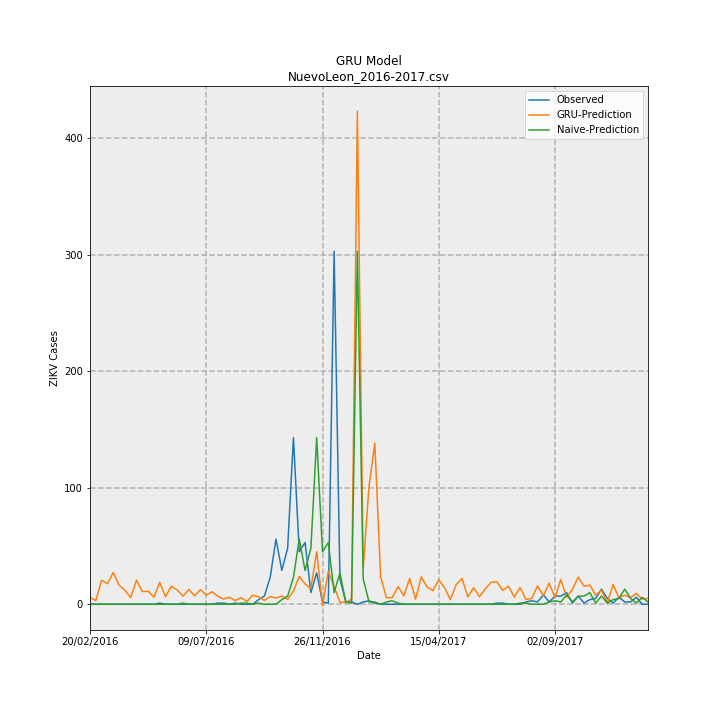 GRU Model
NuevoLeon_2016-2017.csv
Observed
GRU-Prediction
Naive-Prediction
400
300
200
100
0
ZIKV Cases
20/02/2016 09/07/2016 26/11/2016 15/04/2017 02/09/2017
Date